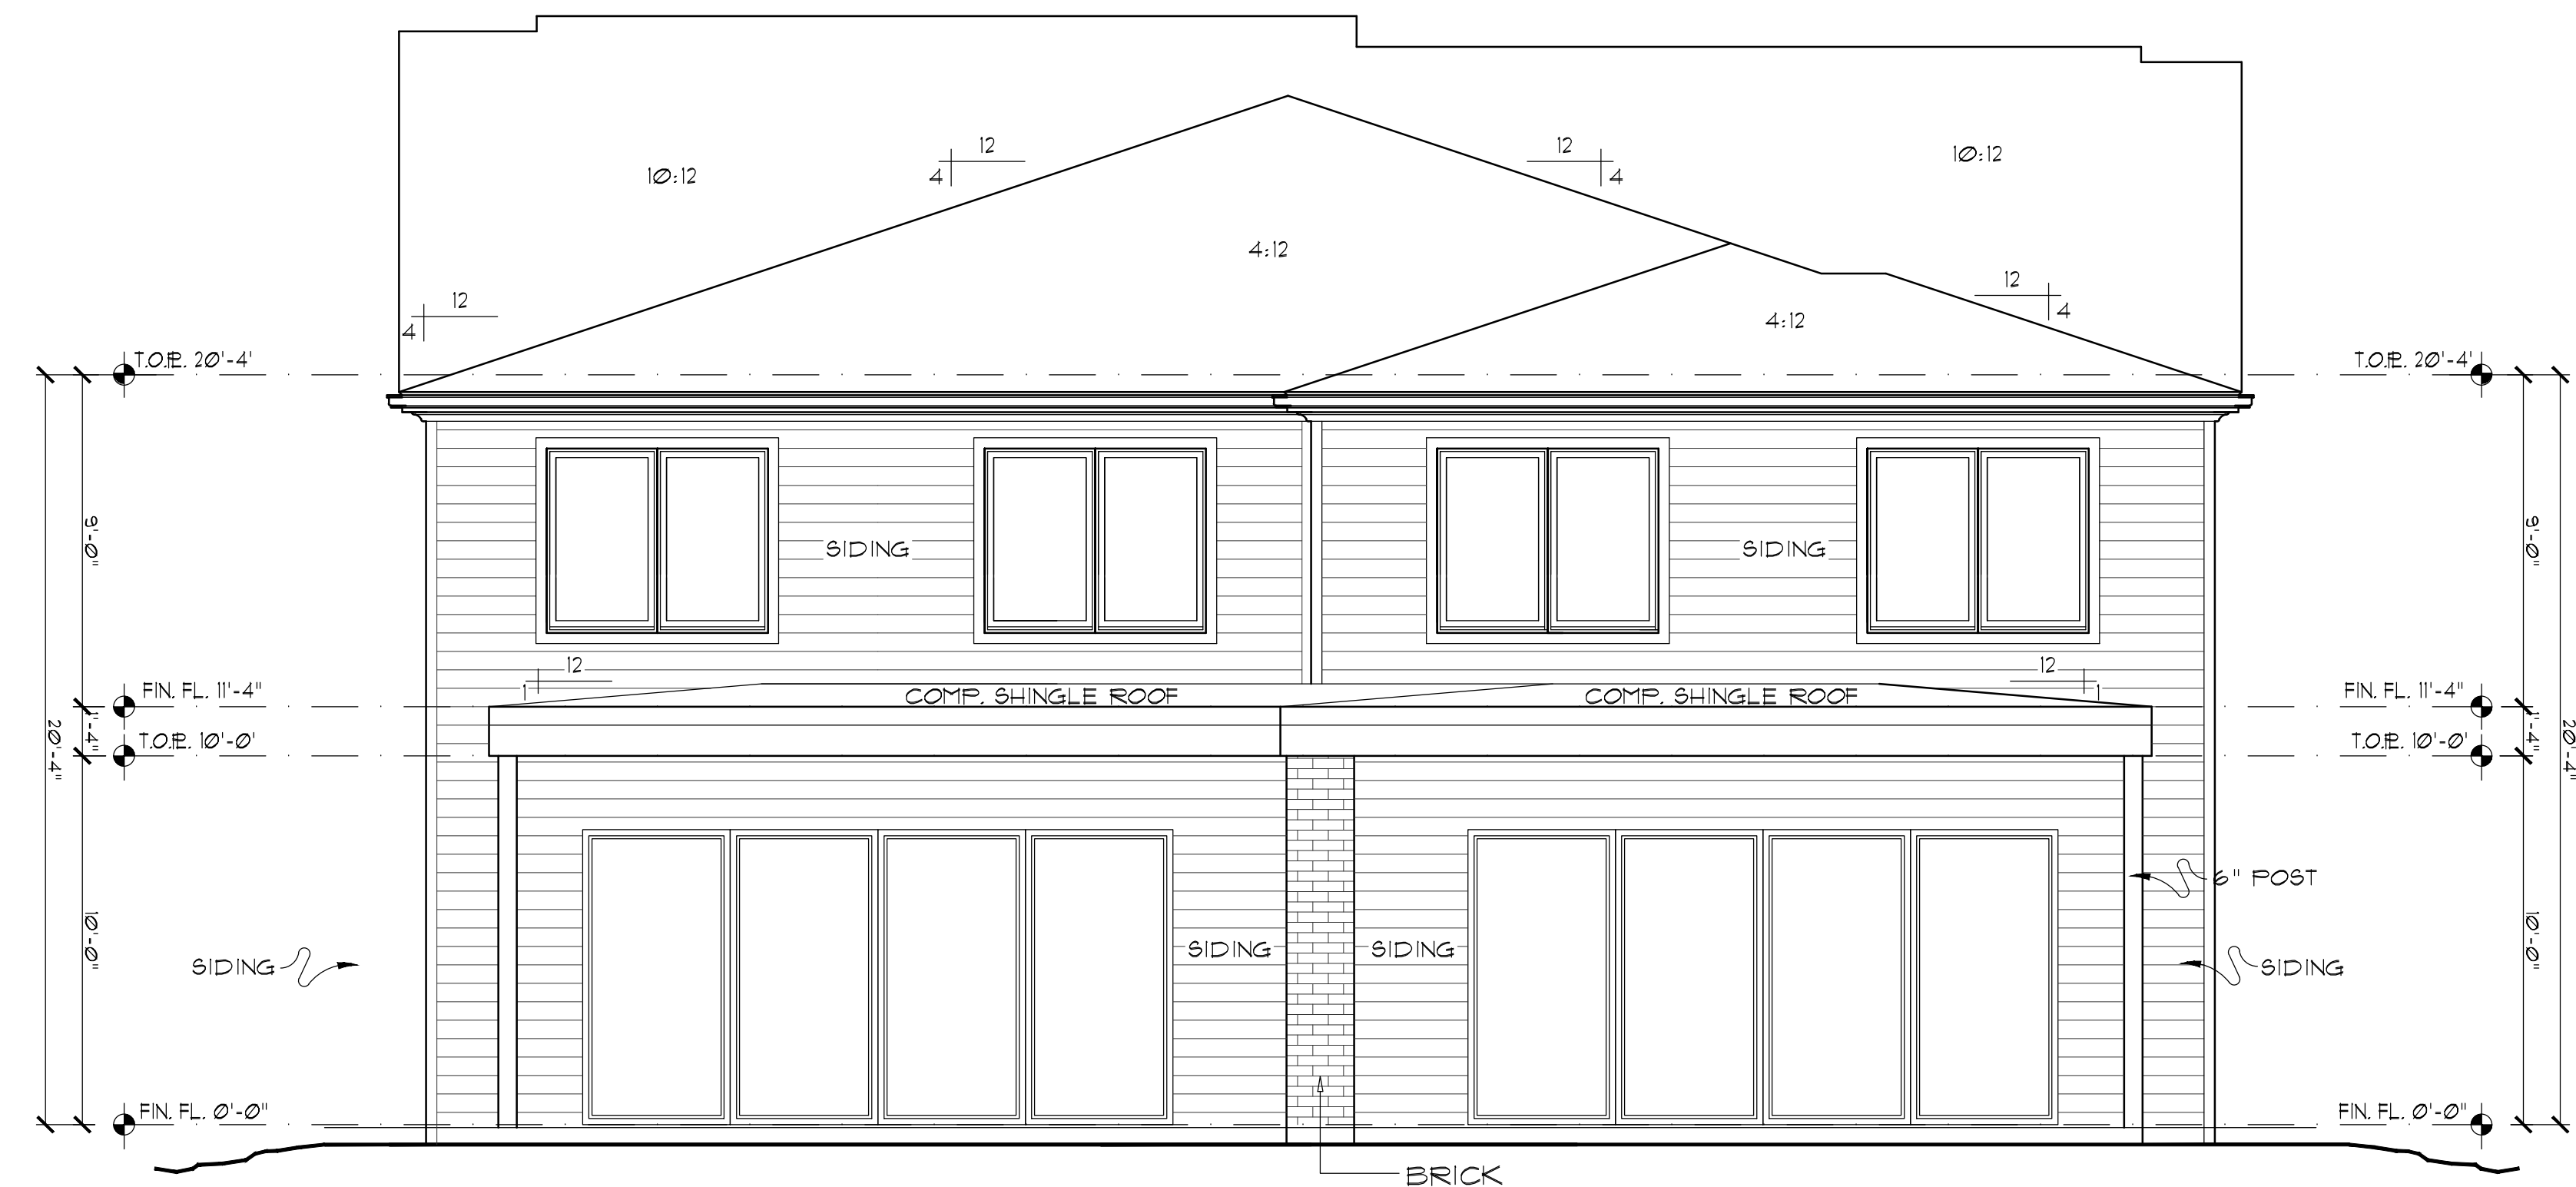 12
12
10:12
10:12
4
4
4:12
12
12
4
4:12
4
T.O.P. 20'-4'
T.O.P. 20'-4'
9'-0"
9'-0"
SIDING
SIDING
12
12
1
1
FIN. FL. 11'-4"
COMP. SHINGLE ROOF
COMP. SHINGLE ROOF
FIN. FL. 11'-4"
1'-4"
1'-4"
20'-4"
20'-4"
T.O.P. 10'-0'
T.O.P. 10'-0'
6" POST
10'-0"
10'-0"
SIDING
SIDING
SIDING
SIDING
FIN. FL. 0'-0"
FIN. FL. 0'-0"
BRICK